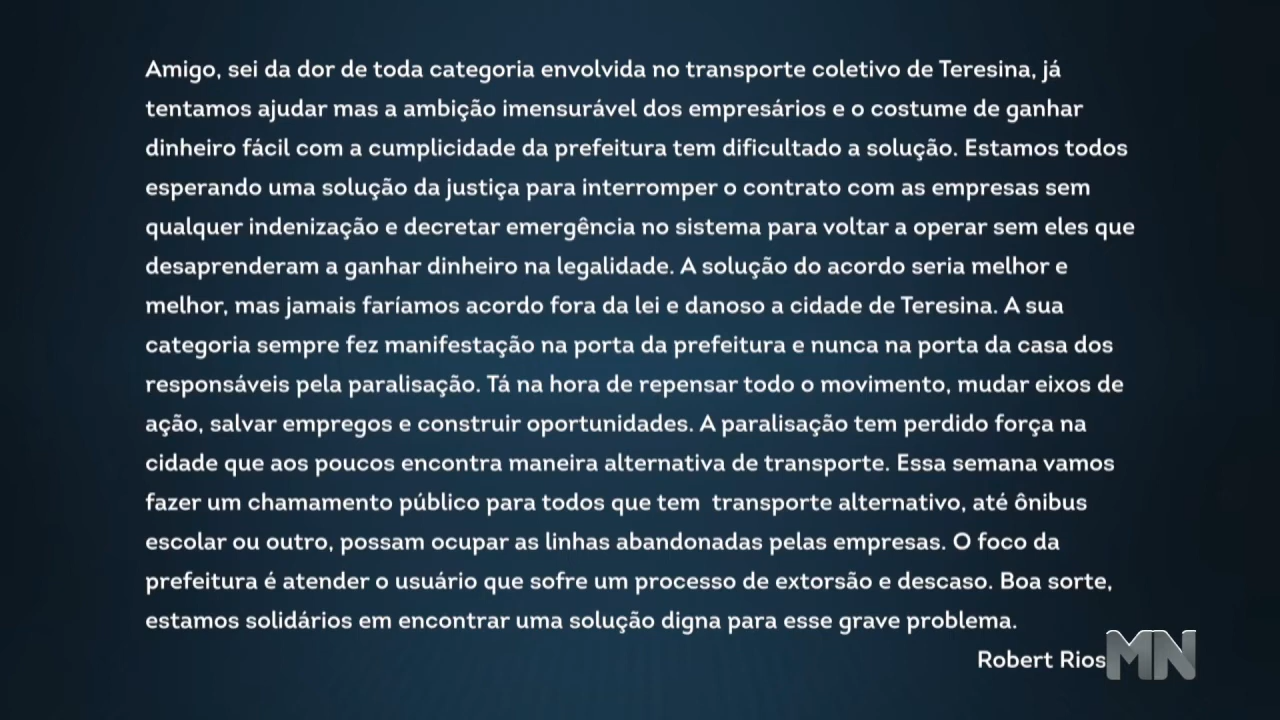 Amigo, sei da dor de toda categoria envolvida no transporte coletivo de Teresina, já
tentamos ajudar mas a ambição imensurável dos empresários e o costume de ganhar
dinheiro fácil com a cumplicidade da prefeitura tem dificultado a solução. Estamos todos
esperando uma solução da justiça para interromper o contrato com as empresas sem
qualquer indenização e decretar emergência no sistema para voltar a operar sem eles que
desaprenderam a ganhar dinheiro na legalidade. A solução do acordo seria melhor e
melhor, mas jamais faríamos acordo fora da lei e danoso a cidade de Teresina. A sua
categoria sempre fez manifestação na porta da prefeitura e nunca na porta da casa dos
responsáveis pela paralisação. Tá na hora de repensar todo o movimento, mudar eixos de
ação, salvar empregos e construir oportunidades. A paralisação tem perdido força na
cidade que aos poucos encontra maneira alternativa de transporte. Essa semana vamos
fazer um chamamento público para todos que tem  transporte alternativo, até ônibus
escolar ou outro, possam ocupar as linhas abandonadas pelas empresas. O foco da
prefeitura é atender o usuário que sofre um processo de extorsão e descaso. Boa sorte,
estamos solidários em encontrar uma solução digna para esse grave problema.
Robert Rios
MN